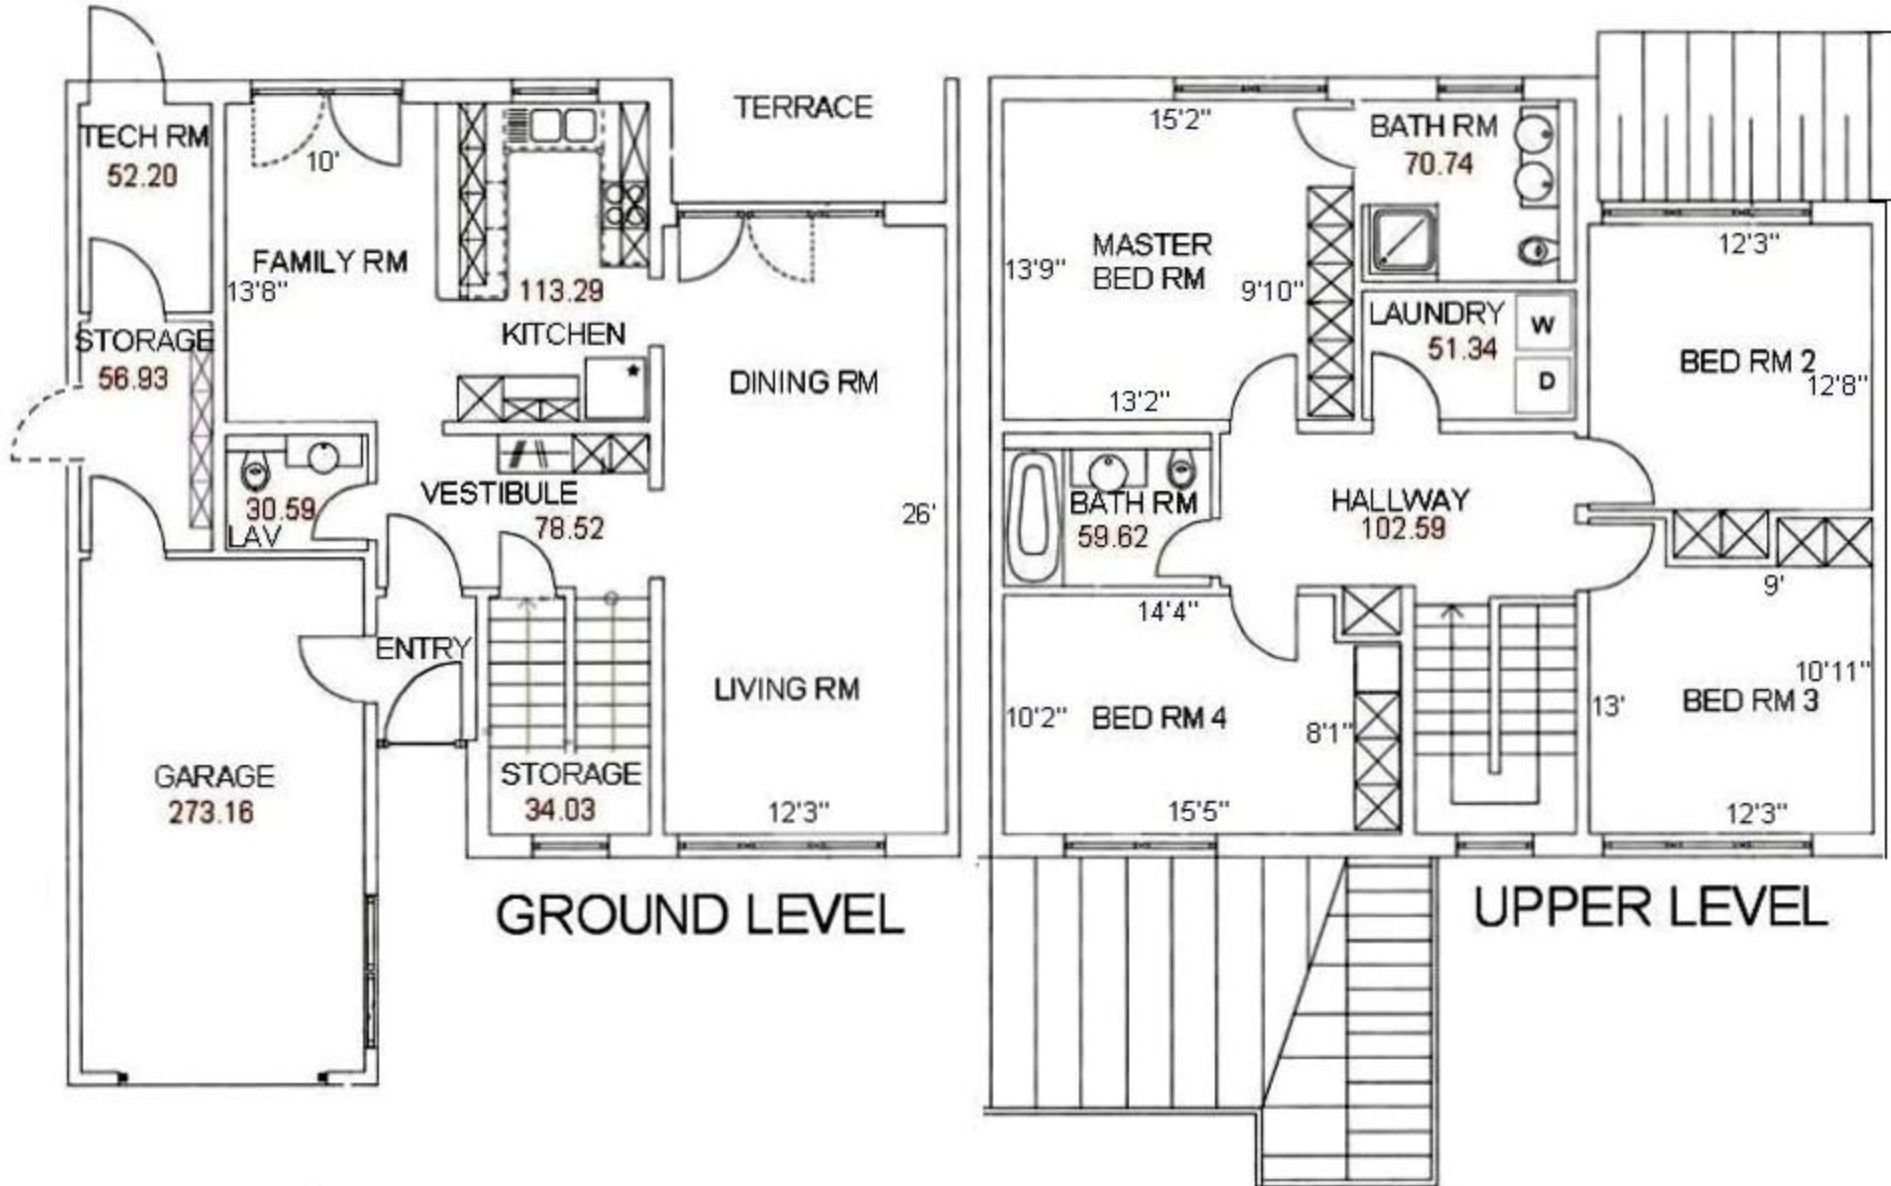 TERRACE
TECH RM
52.20
10'
FAMILY RM
13'8"
113.29
KITCHEN
STORAGE
56.93
DINING RM
30.59
LAV
VESTIBULE
78.52
26'
ENTRY
LIVING RM
GARAGE
273.16
STORAGE
34.03
12'3"
GROUND LEVEL
15'2"
BATH RM
70.74
MASTER
BED RM
13'9"
9'10"
12'3"
LAUNDRY
51.34
W
D
BED RM 2
12'8"
13'2"
BATH RM
59.62
HALLWAY
102.59
9'
14'4"
10'2"
BED RM 4
8'1"
13'
10'11"
BED RM 3
15'5"
12'3"
UPPER LEVEL